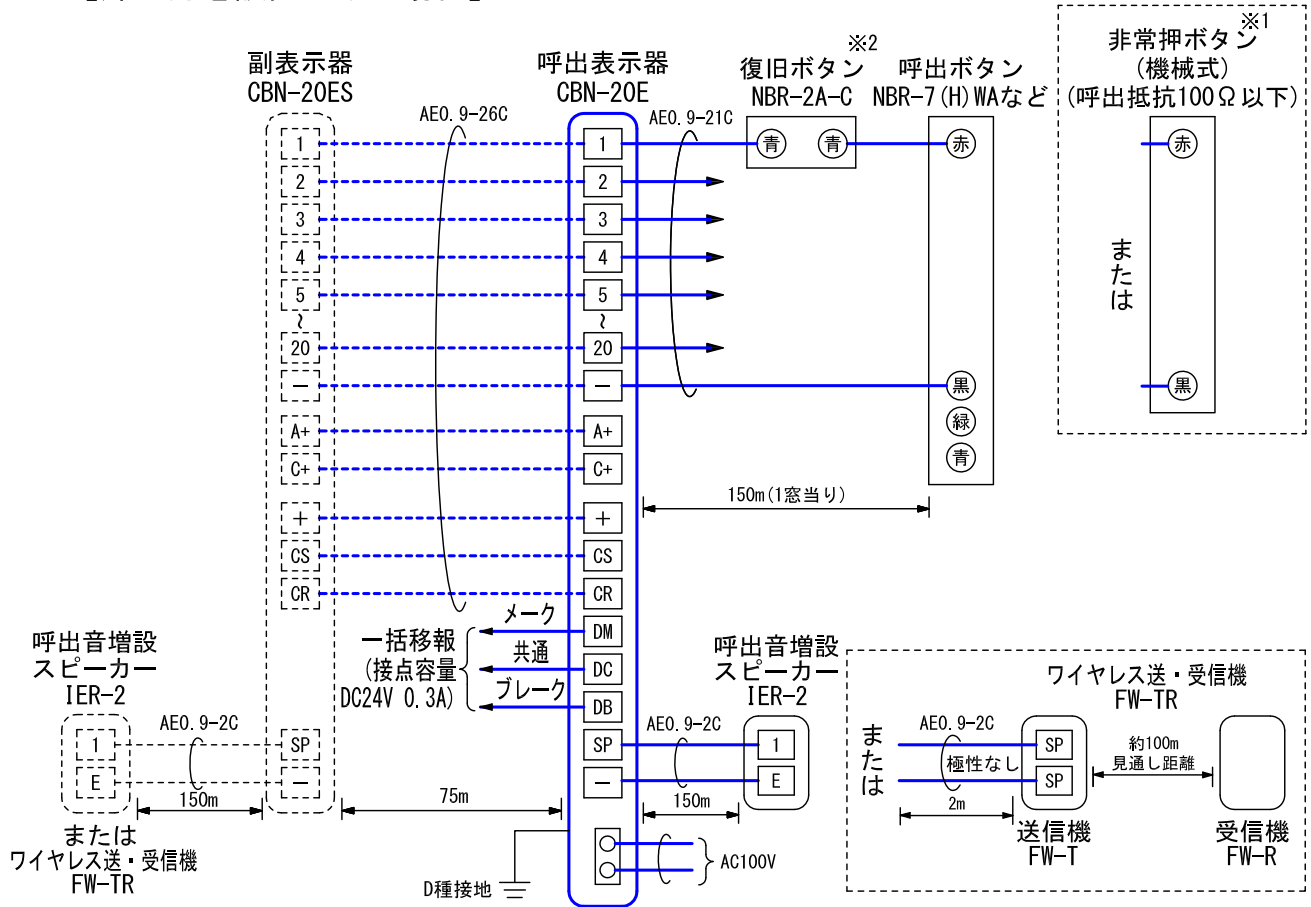 副表示器
CBN-20ES
呼出表示器
CBN-20E
※2
復旧ボタン
NBR-2A-C
呼出ボタン
NBR-7(H)WAなど
※1
非常押ボタン
(機械式)
(呼出抵抗100Ω以下)
AE0.9-26C
AE0.9-21C
1
2
3
4
5
~
20
—
A+
C+
+
CS
CR
SP
—
1
2
3
4
5
~
20
—
A+
C+
+
CS
CR
DM
DC
DB
SP
—
青
青
赤
黒
緑
青
または
赤
黒
150m(1窓当り)
メーク
共通
ブレーク
一括移報
(接点容量
DC24V 0.3A)
呼出音増設
スピーカー
IER-2
AE0.9-2C
1
E
150m
または
ワイヤレス送・受信機
FW-TR
75m
D種接地
AC100V
呼出音増設
スピーカー
IER-2
AE0.9-2C
1
E
150m
ワイヤレス送・受信機
FW-TR
または
AE0.9-2C
極性なし
2m
SP
SP
約100m
見通し距離
送信機
FW-T
受信機
FW-R